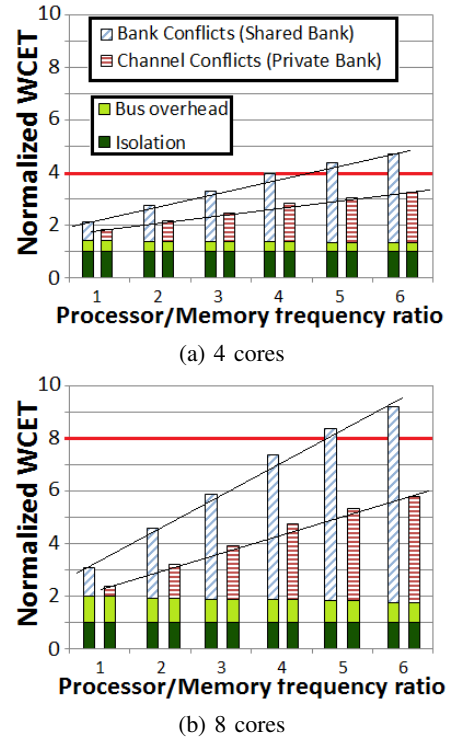 10
8
6
4
2
0
Normalized WCET
Bank Conflicts (Shared Bank)
Channel Conflicts (Private Bank)
Bus overhead
Isolation
1 2 3 4 5 6
Processor/Memory frequency ratio
(a) 4 cores
10
8
6
4
2
0
Normalized WCET
1 2 3 4 5 6
Processor/Memory frequency ratio
(b) 8 cores